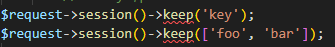 $request->session()->keep('key');
$request->session()->keep(['foo', 'bar']);